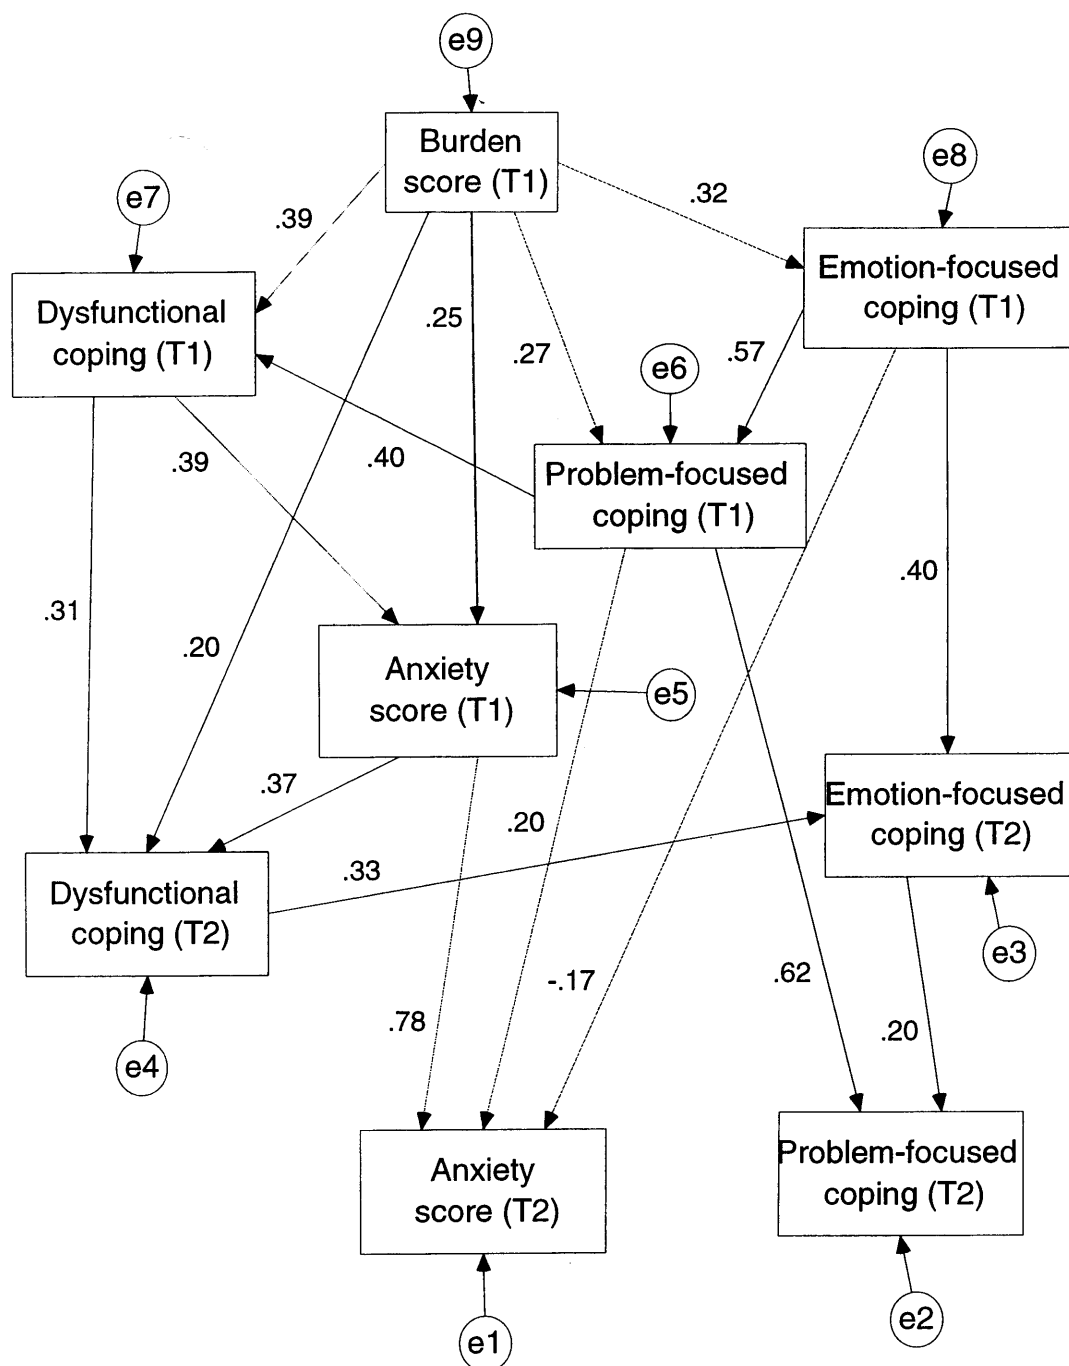 e9
Burden
score (T1)
e8
e7
.32
.39
Emotion-focused
coping (T1)
Dysfunctional
coping (T1)
.25
.27
e6
.57
.39
.40
Problem-focused
coping (T1)
.40
.31
.20
Anxiety
score (T1)
e5
.37
.20
Emotion-focused
coping (T2)
.33
Dysfunctional
coping (T2)
e3
-.17
.62
.78
.20
e4
Anxiety
score (T2)
Problem-focused
coping (T2)
e2
e1